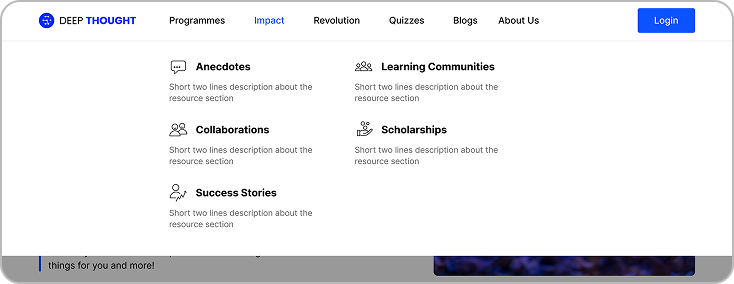 DEEP THOUGHT
Programmes
Impact
Revolution
Quizzes
Blogs
About Us
Login
Anecdotes
Short two lines description about the
resource section
Learning Communities
Short two lines description about the
resource section
Collaborations
Short two lines description about the
resource section
Scholarships
Short two lines description about the
resource section
Success Stories
Short two lines description about the
resource section
things for you and more!